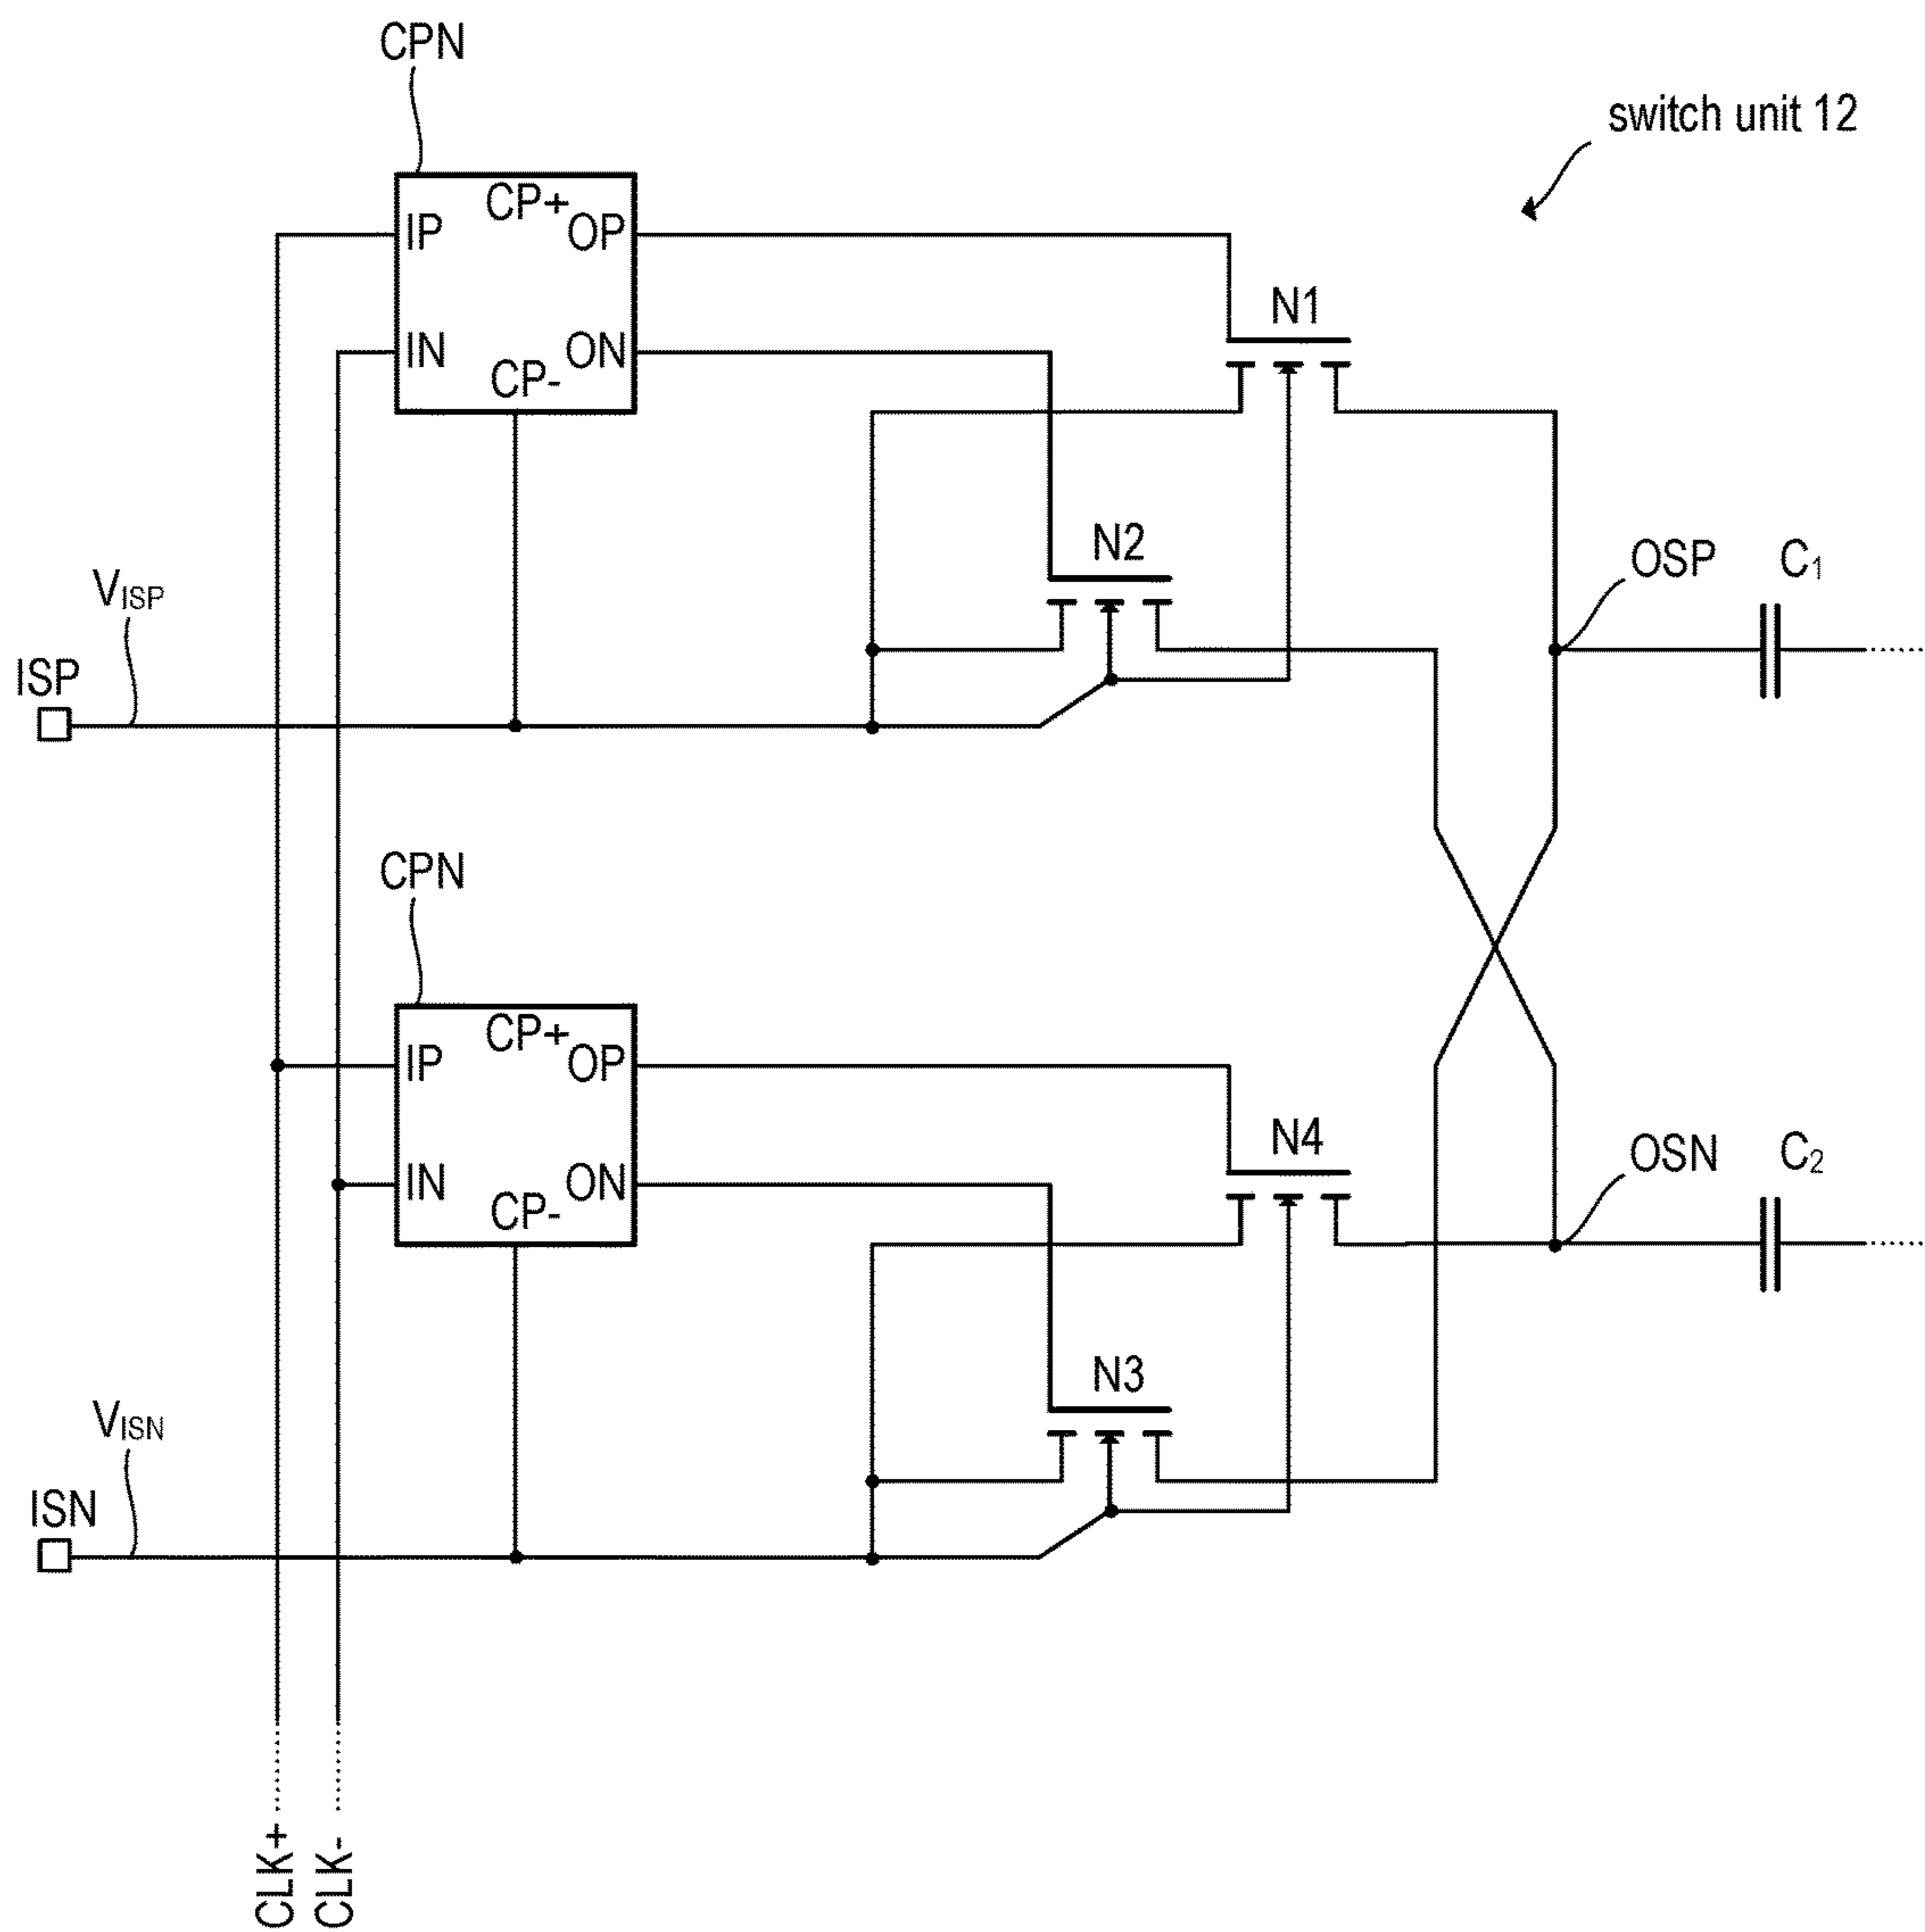 CPN
switch unit 12
CP+
IP
OP
IN
ON
CP-
N1
N2
VISP
ISP
OSP
C1
CPN
CP+
IP
OP
IN
ON
CP-
N4
OSN
C2
N3
VISN
ISN
CLK+
CLK-